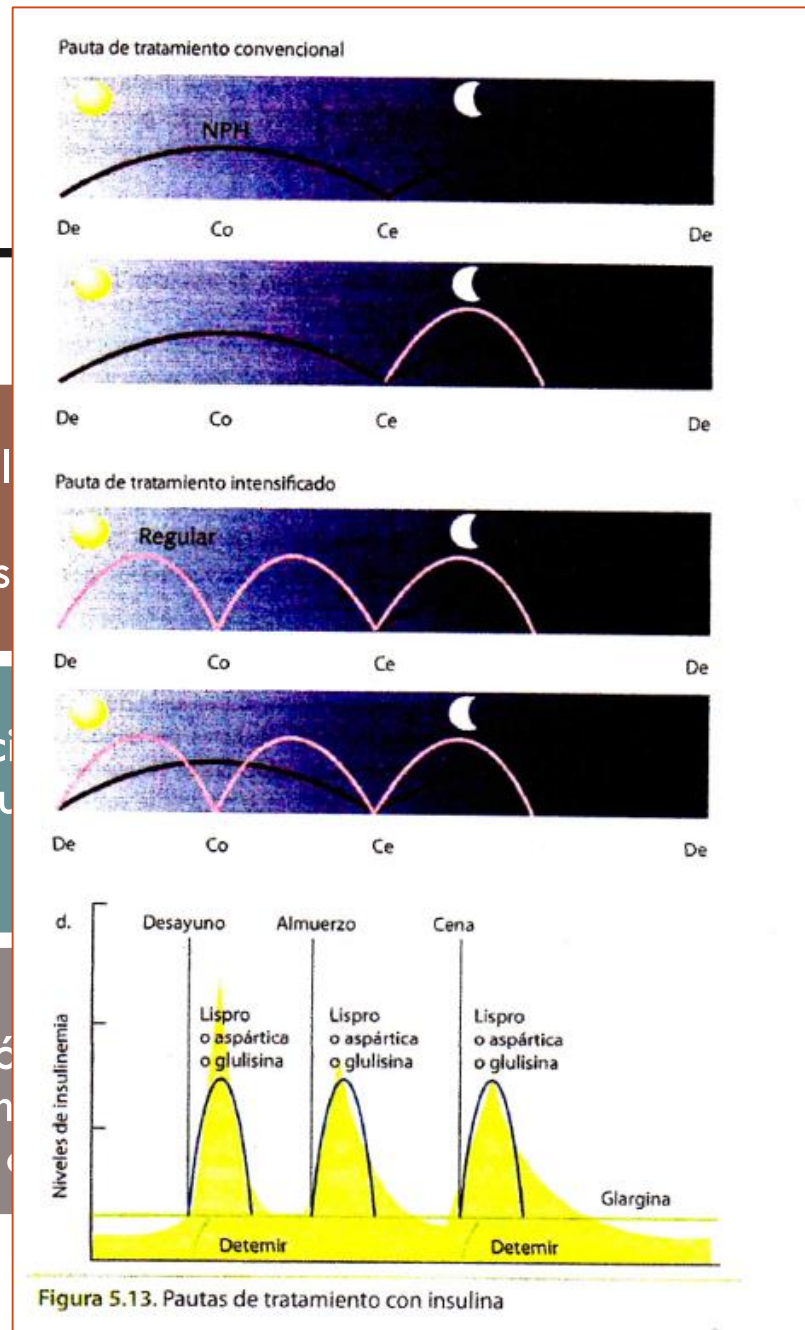 Pauta de tratamiento convencional
NPH
De Co Ce De
De Co Ce De
Pauta de tratamiento intensificado
Regular
De Co Ce De
De Co Ce De
d.
Desayuno Almuerzo Cena
Lispro Lispro Lispro
o aspártica o aspártica o aspártica
o glulisina o glulisina o glulisina
Niveles de insulinemia
Glargina
Detemir Detemir
Figura 5.13. Pautas de tratamiento con insulina